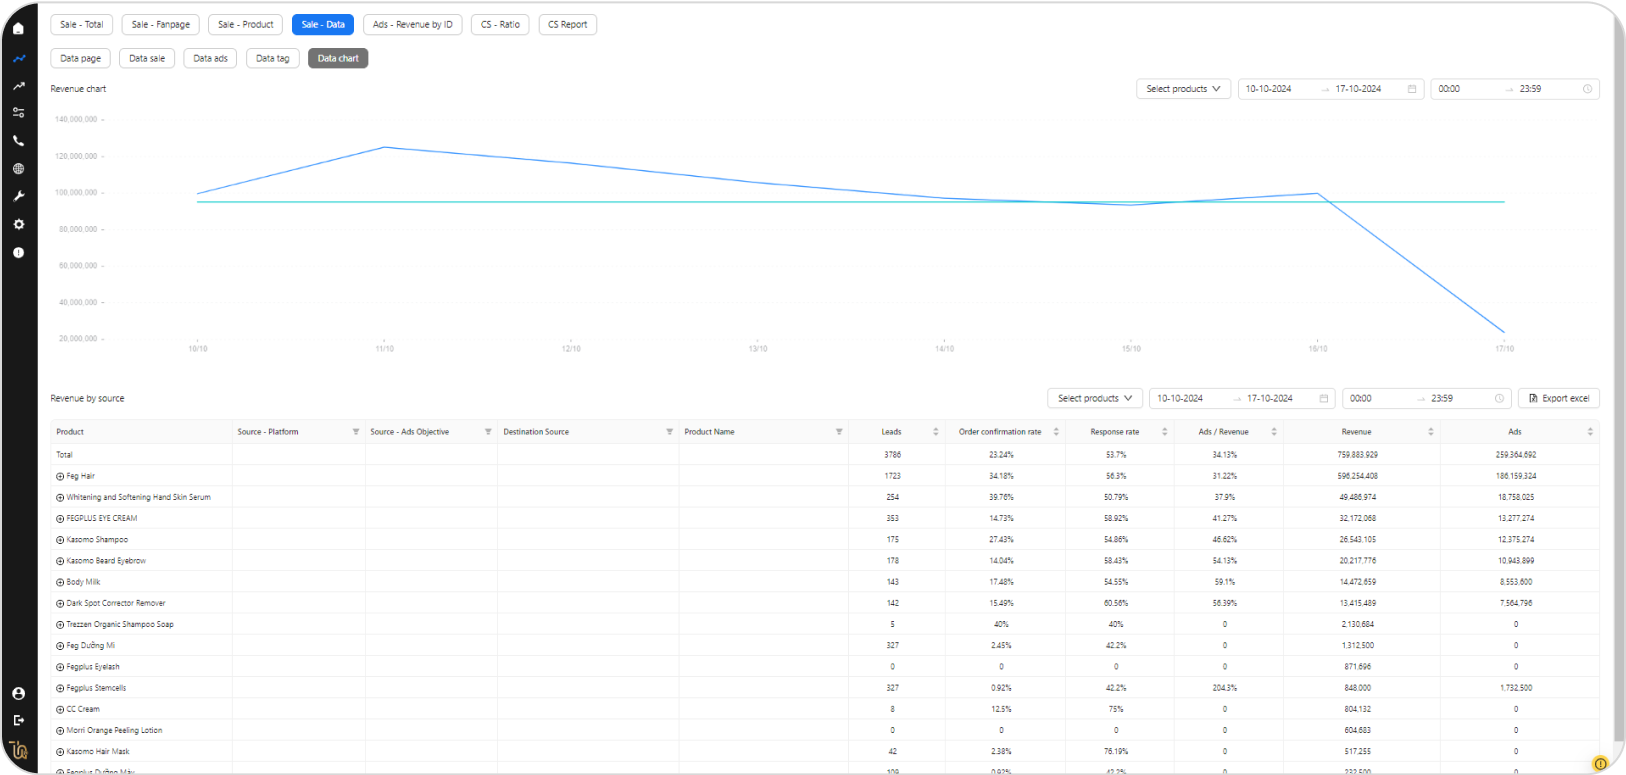 Sale - Total Sale - Fanpage Sale - Product Sale - Data Ads - Revenue by ID CS - Ratio CS Report
Data page Data sale Data ads Data tag Data chart
Revenue chart Select products 10-10-2024 → 17-10-2024 00:00 → 23:59
140,000,000
120,000,000
100,000,000
80,000,000
60,000,000
40,000,000
20,000,000
10/10 11/10 12/10 13/10 14/10 15/10 16/10 17/10
Revenue by source Select products 10-10-2024 → 17-10-2024 00:00 → 23:59 Export excel
Product Source - Platform Source - Ads Objective Destination Source Product Name Leads Order confirmation rate Response rate Ads / Revenue Revenue Ads
Total 3786 23.24% 53.7% 34.13% 759.883.929 259.364.692
Feg Hair 1723 34.18% 56.3% 31.22% 596,254,408 186,159,324
Whitening and Softening Hand Skin Serum 254 39.76% 50.79% 37.9% 49,486,974 18,758,025
FEGPLUS EYE CREAM 353 14.73% 58.92% 41.27% 32,172,068 13,277,274
Kasomo Shampoo 175 27.43% 54.86% 46.62% 26,543,105 12,375,274
Kasomo Beard Eyebrow 178 14.04% 58.43% 54.13% 20,217,776 10,943,899
Body Milk 143 17.48% 54.55% 59.1% 14,472,659 8,553,600
Dark Spot Corrector Remover 142 15.49% 60.56% 56.39% 13,415,489 7,564,796
Trezzen Organic Shampoo Soap 5 40% 40% 0 2,130,684 0
Feg Dưỡng Mi 327 2.45% 42.2% 0 1,312,500 0
Fegplus Eyelash 0 0 0 0 871,696 0
Fegplus Stemcells 327 0.92% 42.2% 204.3% 848,000 1,732,500
CC Cream 8 12.5% 75% 0 804,132 0
Morri Orange Peeling Lotion 0 0 0 0 604,683 0
Kasomo Hair Mask 42 2.38% 76.19% 0 517,255 0
Fegplus Dưỡng Mày 109 0.92% 42.2% 0 232,500 0